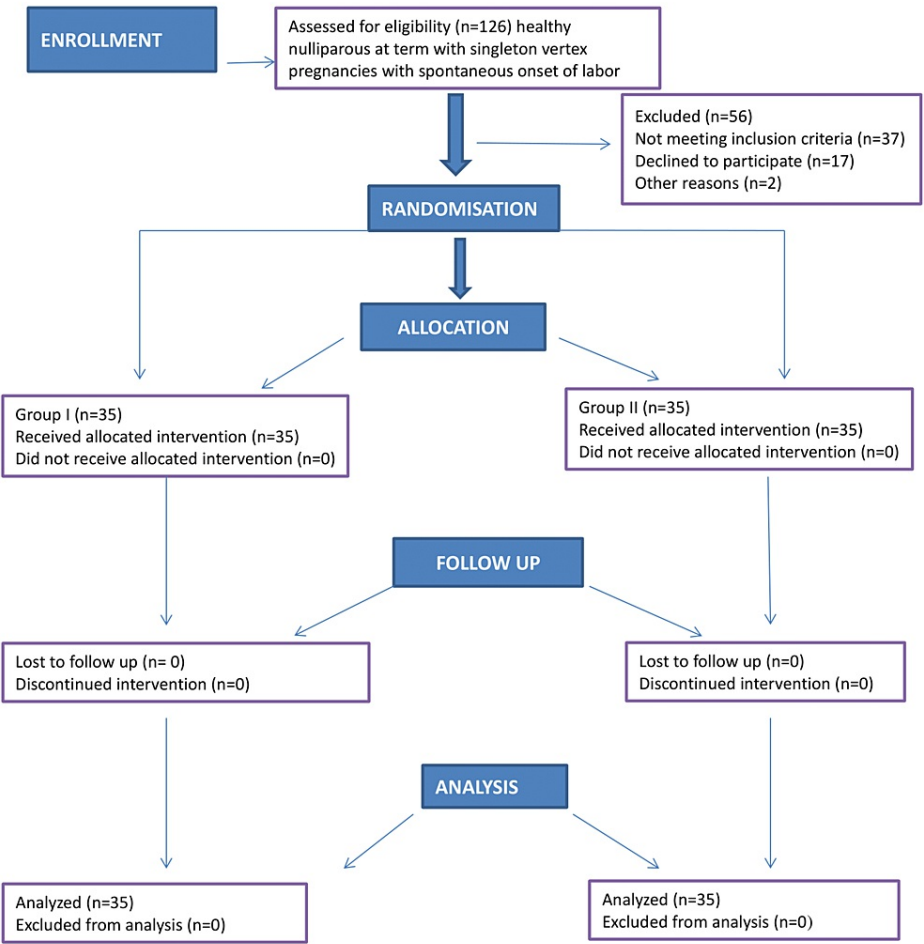 ENROLLMENT
Assessed for eligibility (n=126) healthy
nulliparous at term with singleton vertex
pregnancies with spontaneous onset of labor
Excluded (n=56)
Not meeting inclusion criteria (n=37)
Declined to participate (n=17)
Other reasons (n=2)
RANDOMISATION
ALLOCATION
Group I (n=35)
Received allocated intervention (n=35)
Did not receive allocated intervention (n=0)
Group II (n=35)
Received allocated intervention (n=35)
Did not receive allocated intervention (n=0)
FOLLOW UP
Lost to follow up (n= 0)
Discontinued intervention (n=0)
Lost to follow up (n=0)
Discontinued intervention (n=0)
ANALYSIS
Analyzed (n=35)
Excluded from analysis (n=0)
Analyzed (n=35)
Excluded from analysis (n=0)